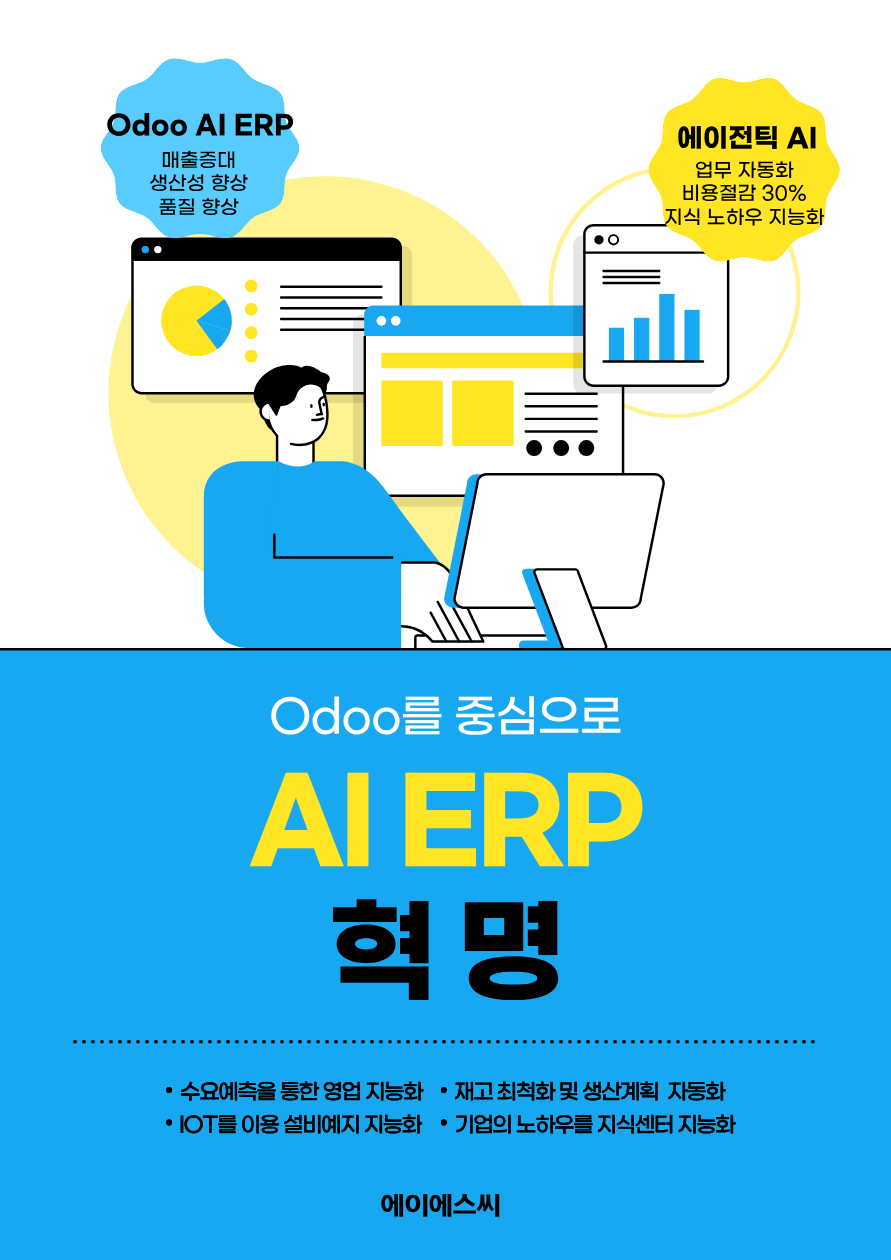 Odoo AI ERP
매출증대
생산성 향상
품질 향상
에이전틱 AI
업무 자동화
비용절감 30%
지식 노하우 지능화
Odoo를 중심으로
AI ERP
혁명
• 수요예측을 통한 영업 지능화
• 재고 최척화 및 생산계획 자동화
• IOT를 이용 설비예지 지능화
• 기업의 노하우를 지식센터 지능화
에이에스씨